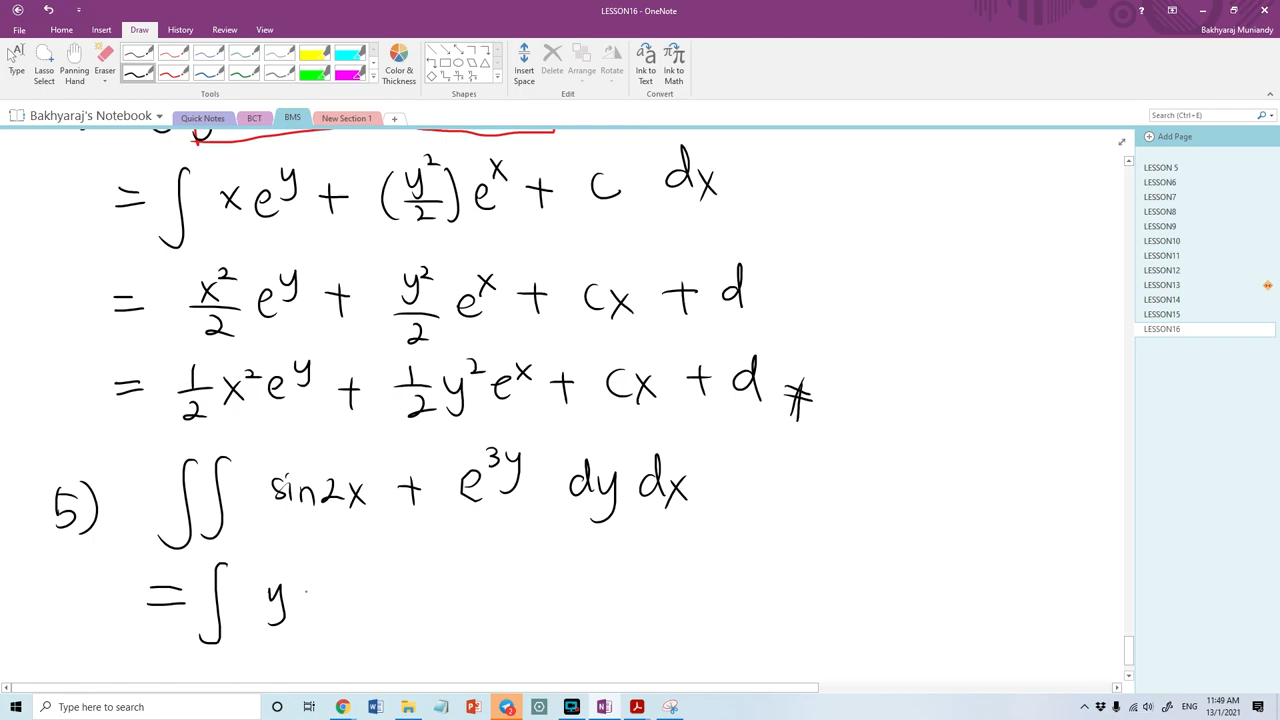 LESSON16 - OneNote
Bakhyaraj Muniandy
File Home Insert Draw History Review View
Type Lasso Select Panning Hand Eraser Color & Thickness Insert Space Delete Arrange Rotate Ink to Text Ink to Math
Tools Shapes Edit Convert
Bakhyaraj's Notebook Quick Notes BCT BMS New Section 1
Search (Ctrl+E)
Add Page
LESSON 5
LESSON6
LESSON7
LESSON8
LESSON9
LESSON10
LESSON11
LESSON12
LESSON13
LESSON14
LESSON15
LESSON16
= ∫ xe^y + (y²/2)e^x + c dx
= x²/2 e^y + y²/2 e^x + cx + d
= 1/2 x²e^y + 1/2 y²e^x + cx + d #
5) ∫∫ sin2x + e^3y dy dx
= ∫ y
Type here to search
ENG
11:49 AM
13/1/2021